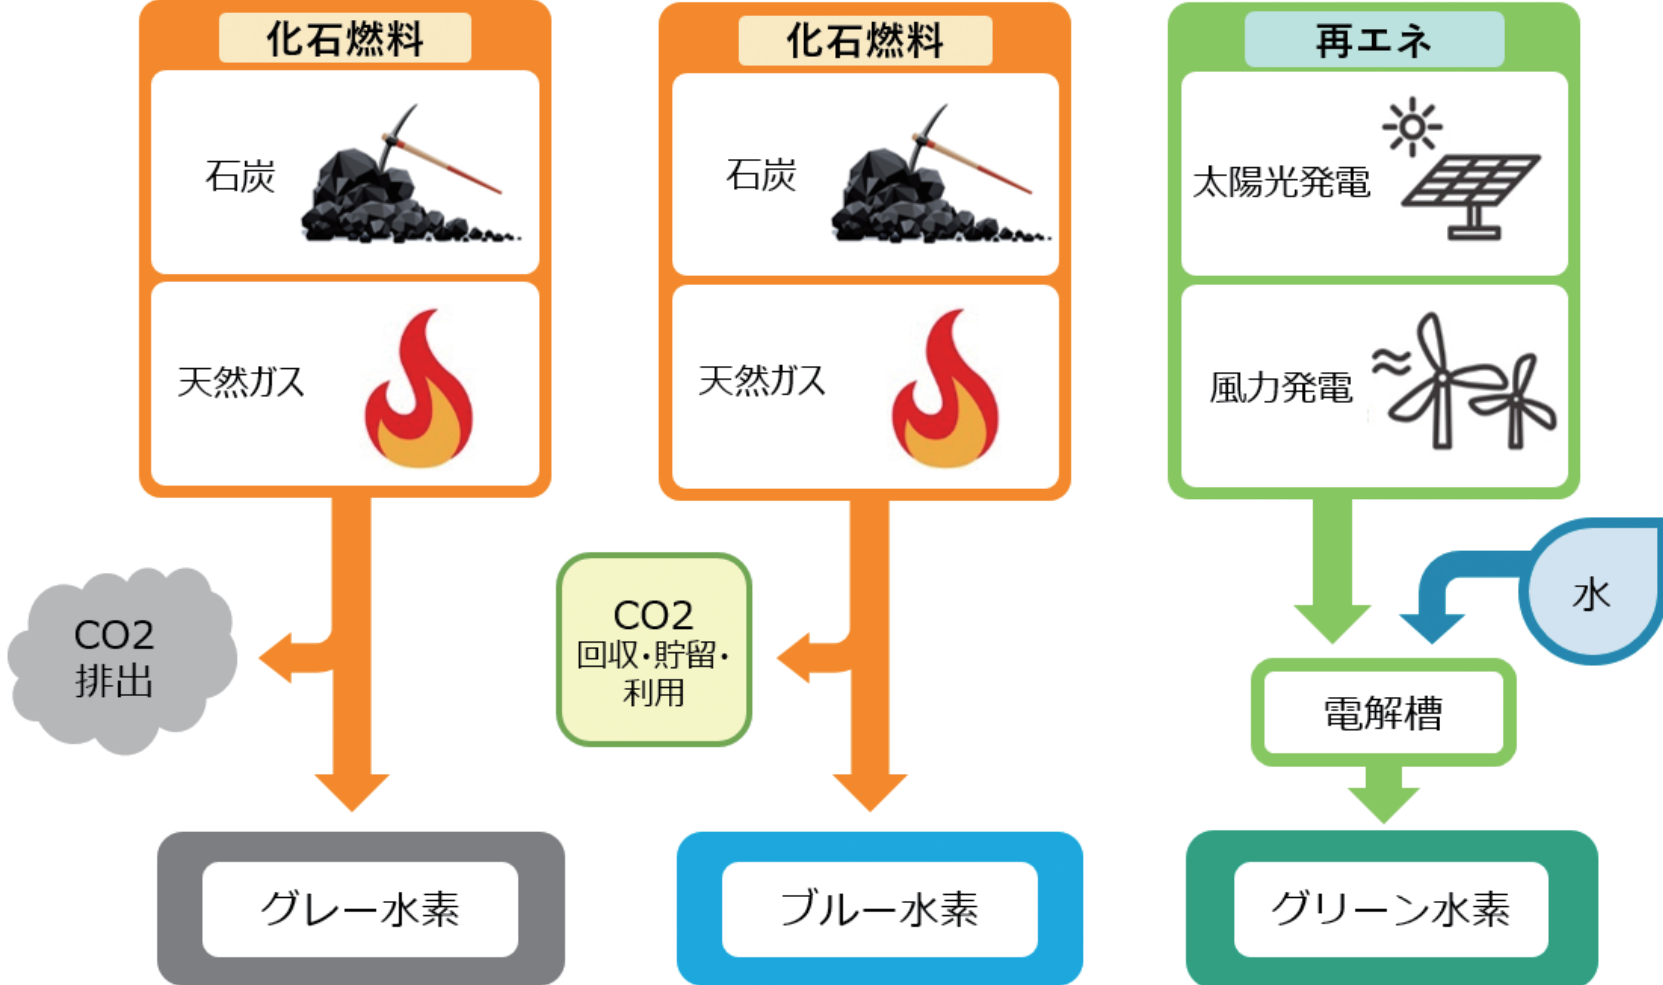 化石燃料
石炭
天然ガス
CO2
排出
グレー水素
化石燃料
石炭
天然ガス
CO2
回収・貯留・
利用
ブルー水素
再エネ
太陽光発電
風力発電
水
電解槽
グリーン水素